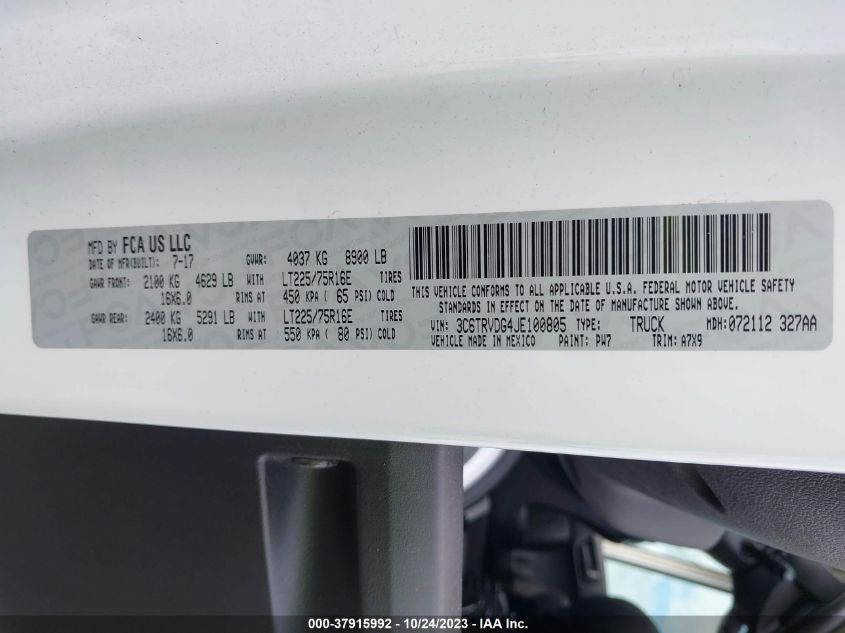 MFD BY FCA US LLC
DATE OF MFR(BUILT): 7-17
GVWR: 4037 KG 8900 LB
GAWR FRONT: 2100 KG 4629 LB WITH LT225/75R16E TIRES
16X6.0 RIMS AT 450 KPA ( 65 PSI) COLD
GAWR REAR: 2400 KG 5291 LB WITH LT225/75R16E TIRES
16X6.0 RIMS AT 550 KPA ( 80 PSI) COLD
THIS VEHICLE CONFORMS TO ALL APPLICABLE U.S.A. FEDERAL MOTOR VEHICLE SAFETY
STANDARDS IN EFFECT ON THE DATE OF MANUFACTURE SHOWN ABOVE.
VIN: 3C6TRVDG4JE100805 TYPE: TRUCK MDH: 072112 327AA
VEHICLE MADE IN MEXICO PAINT: PW7 TRIM: A7X9
000-37915992 - 10/24/2023 - IAA Inc.